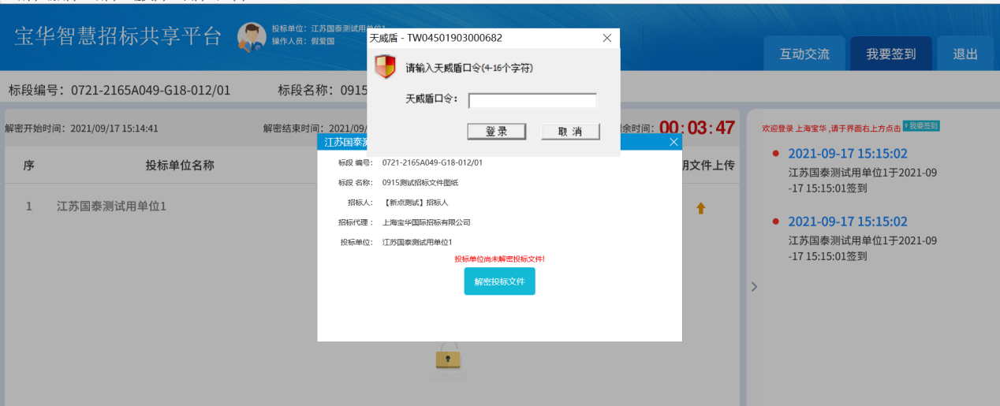 宝华智慧招标共享平台
投标单位：江苏国泰测试用单位1
操作人员：假爱国
互动交流
我要签到
退出
标段编号：0721-2165A049-G18-012/01
标段名称：0915
解密开始时间：2021/09/17 15:14:41
解密结束时间：2021/09/
余时间：00:03:47
序
投标单位名称
文件上传
1
江苏国泰测试用单位1
天威盾 - TW04501903000682
请输入天威盾口令(4-16个字符)
天威盾口令：
登录
取消
江苏国泰测
标段 编号： 0721-2165A049-G18-012/01
标段 名称： 0915测试招标文件图纸
招标人： 【新点测试】招标人
招标代理： 上海宝华国际招标有限公司
投标单位： 江苏国泰测试用单位1
投标单位尚未解密投标文件!
解密投标文件
欢迎登录 上海宝华 ,请于界面右上方点击 我要签到
2021-09-17 15:15:02
江苏国泰测试用单位1于2021-09
-17 15:15:01签到
2021-09-17 15:15:02
江苏国泰测试用单位1于2021-09
-17 15:15:01签到